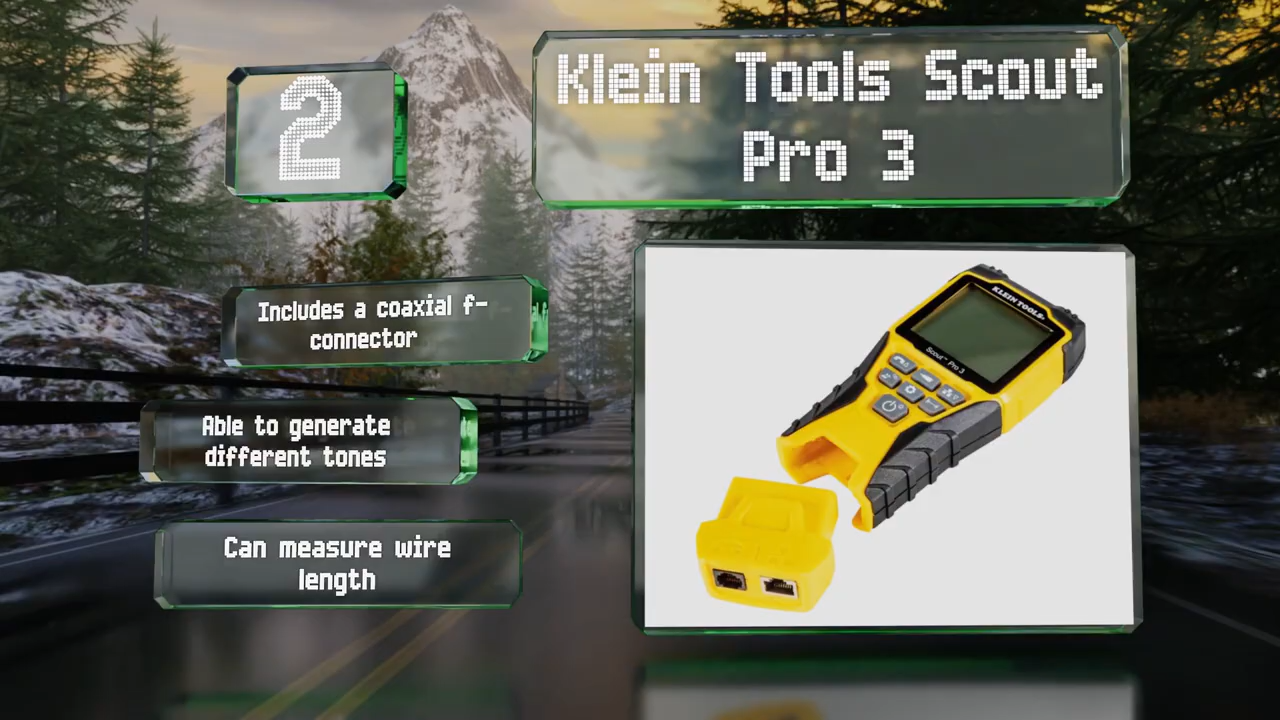 2
Klein Tools Scout
Pro 3
Includes a coaxial f-
connector
Able to generate
different tones
Can measure wire
length
KLEIN TOOLS
Scout™ Pro 3